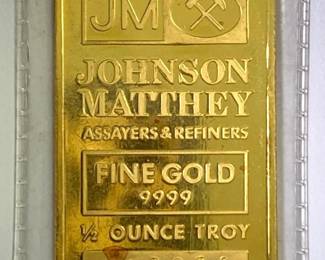 JM
JOHNSON
MATTHEY
ASSAYERS & REFINERS
FINE GOLD
9999
½ OUNCE TROY